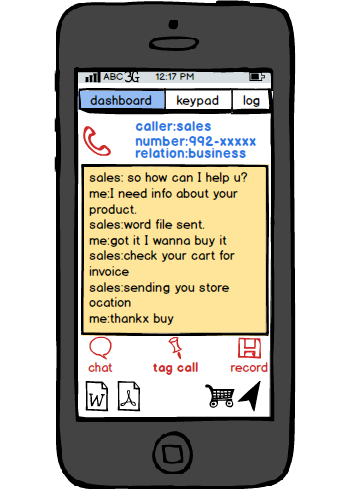 ABC 3G 12:17 PM
dashboard keypad log
caller:sales
number:992-xxxxx
relation:business
sales: so how can I help u?
me:I need info about your
product.
sales:word file sent.
me:got it I wanna buy it
sales:check your cart for
invoice
sales:sending you store
ocation
me:thankx buy
chat tag call record
W